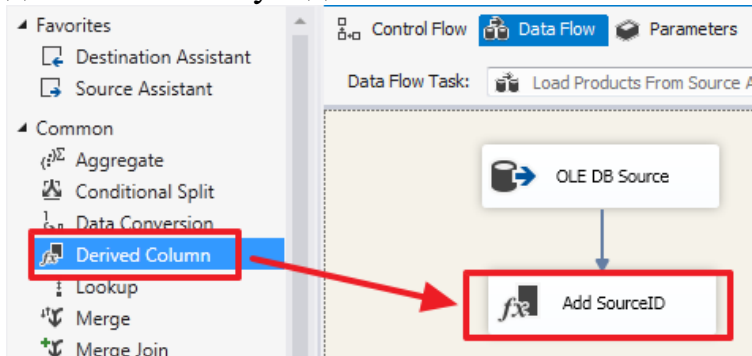 Favorites
Destination Assistant
Source Assistant
Common
Aggregate
Conditional Split
Data Conversion
Derived Column
Lookup
Merge
Merge Join
Control Flow Data Flow Parameters
Data Flow Task: Load Products From Source A
OLE DB Source
Add SourceID